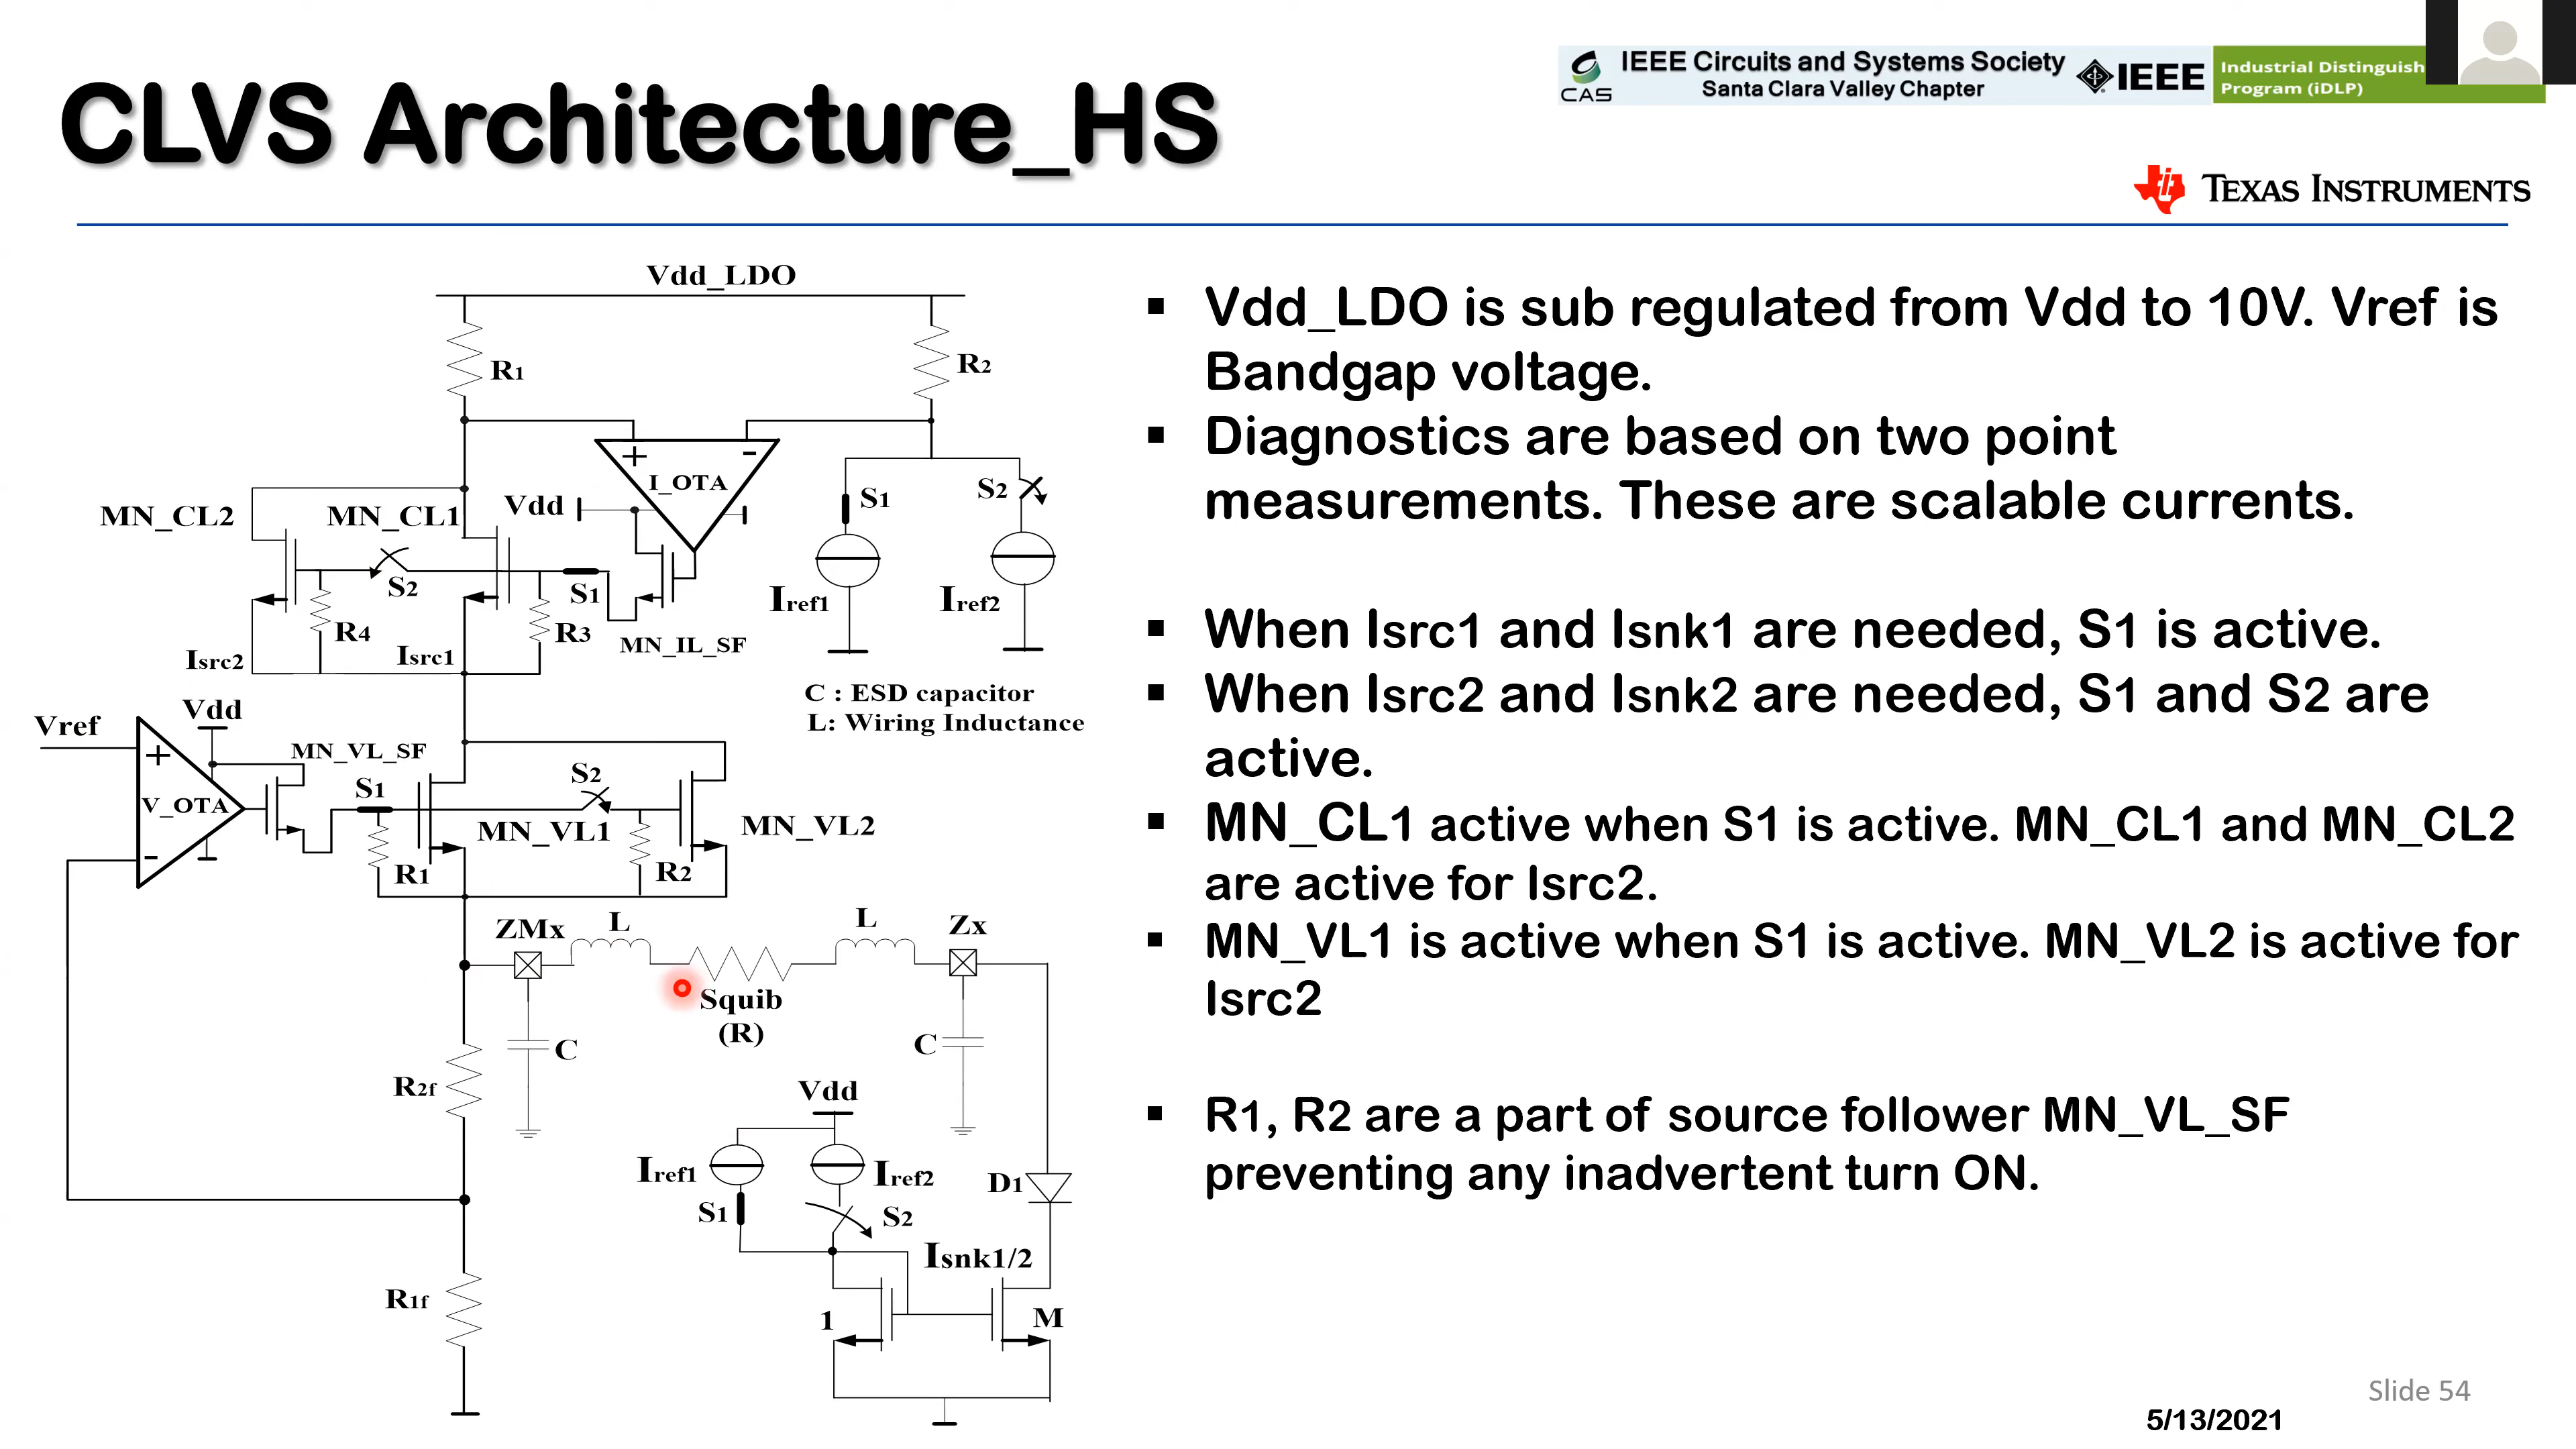 CLVS Architecture_HS
CAS
IEEE Circuits and Systems Society
Santa Clara Valley Chapter
IEEE
Industrial Distinguish
Program (iDLP)
TEXAS INSTRUMENTS
▪ Vdd_LDO is sub regulated from Vdd to 10V. Vref is
Bandgap voltage.
▪ Diagnostics are based on two point
measurements. These are scalable currents.
▪ When Isrc1 and Isnk1 are needed, S1 is active.
▪ When Isrc2 and Isnk2 are needed, S1 and S2 are
active.
▪ MN_CL1 active when S1 is active. MN_CL1 and MN_CL2
are active for Isrc2.
▪ MN_VL1 is active when S1 is active. MN_VL2 is active for
Isrc2
▪ R1, R2 are a part of source follower MN_VL_SF
preventing any inadvertent turn ON.
Vdd_LDO
R1
R2
+
-
I_OTA
MN_CL2
MN_CL1
Vdd
S1
S2
S2
S1
R4
R3
MN_IL_SF
Iref1
Iref2
Isrc2
Isrc1
C : ESD capacitor
L: Wiring Inductance
Vref
Vdd
+
V_OTA
-
MN_VL_SF
S1
S2
MN_VL1
MN_VL2
R1
R2
ZMx
L
L
Zx
Squib
(R)
C
C
R2f
Vdd
Iref1
Iref2
D1
S1
S2
Isnk1/2
R1f
1
M
Slide 54
5/13/2021